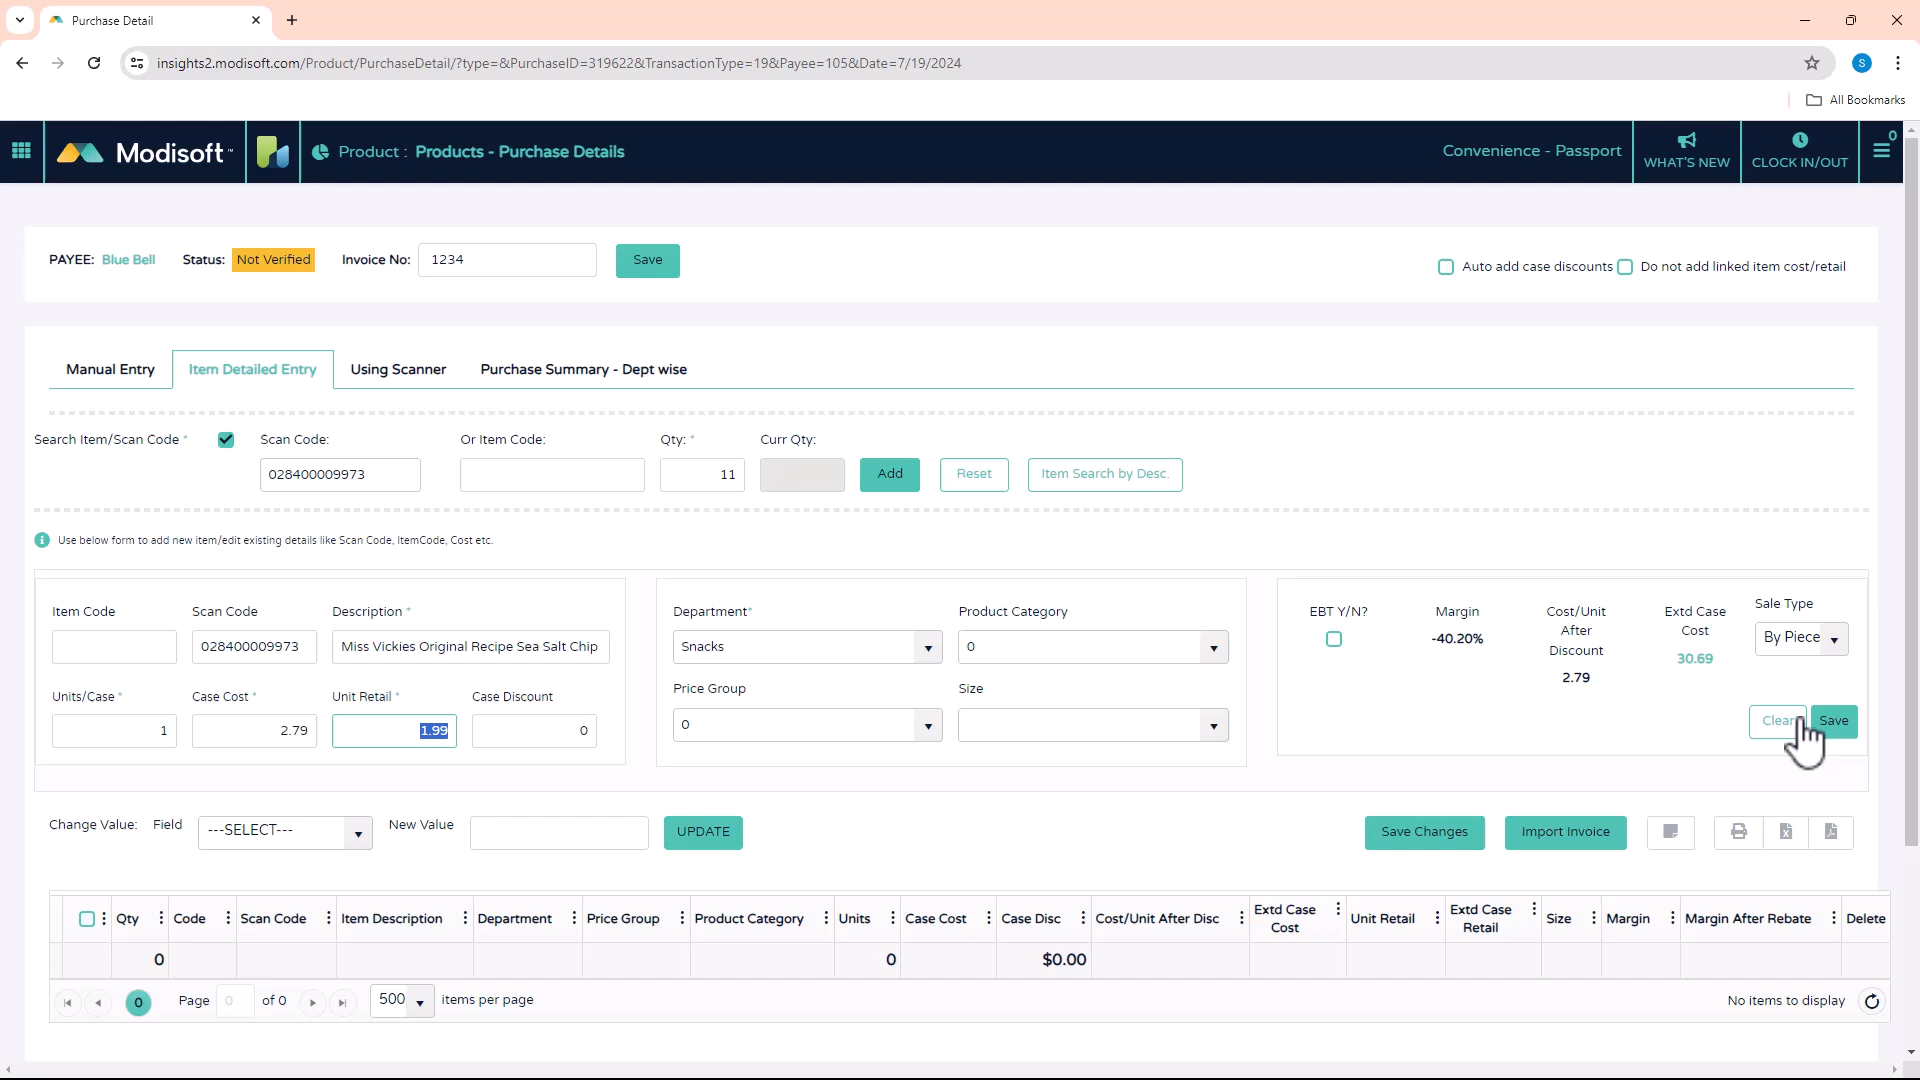 Purchase Detail
insights2.modisoft.com/Product/PurchaseDetail/?type=&PurchaseID=319622&TransactionType=19&Payee=105&Date=7/19/2024
S
All Bookmarks
Modisoft™
Product : Products - Purchase Details
Convenience - Passport
WHAT'S NEW
CLOCK IN/OUT
0
PAYEE: Blue Bell Status: Not Verified Invoice No: 1234 Save
Auto add case discounts Do not add linked item cost/retail
Manual Entry Item Detailed Entry Using Scanner Purchase Summary - Dept wise
Search Item/Scan Code * Scan Code: Or Item Code: Qty: * Curr Qty:
028400009973 11 Add Reset Item Search by Desc.
Use below form to add new item/edit existing details like Scan Code, ItemCode, Cost etc.
Item Code Scan Code Description *
028400009973 Miss Vickies Original Recipe Sea Salt Chip
Units/Case * Case Cost * Unit Retail * Case Discount
1 2.79 1.99 0
Department* Product Category
Snacks 0
Price Group Size
0
EBT Y/N? Margin Cost/Unit After Discount Extd Case Cost Sale Type
-40.20% 2.79 30.69 By Piece
Clear Save
Change Value: Field ---SELECT--- New Value UPDATE
Save Changes Import Invoice
Qty Code Scan Code Item Description Department Price Group Product Category Units Case Cost Case Disc Cost/Unit After Disc Extd Case Cost Unit Retail Extd Case Retail Size Margin Margin After Rebate Delete
0 0 $0.00
0 Page 0 of 0 500 items per page
No items to display